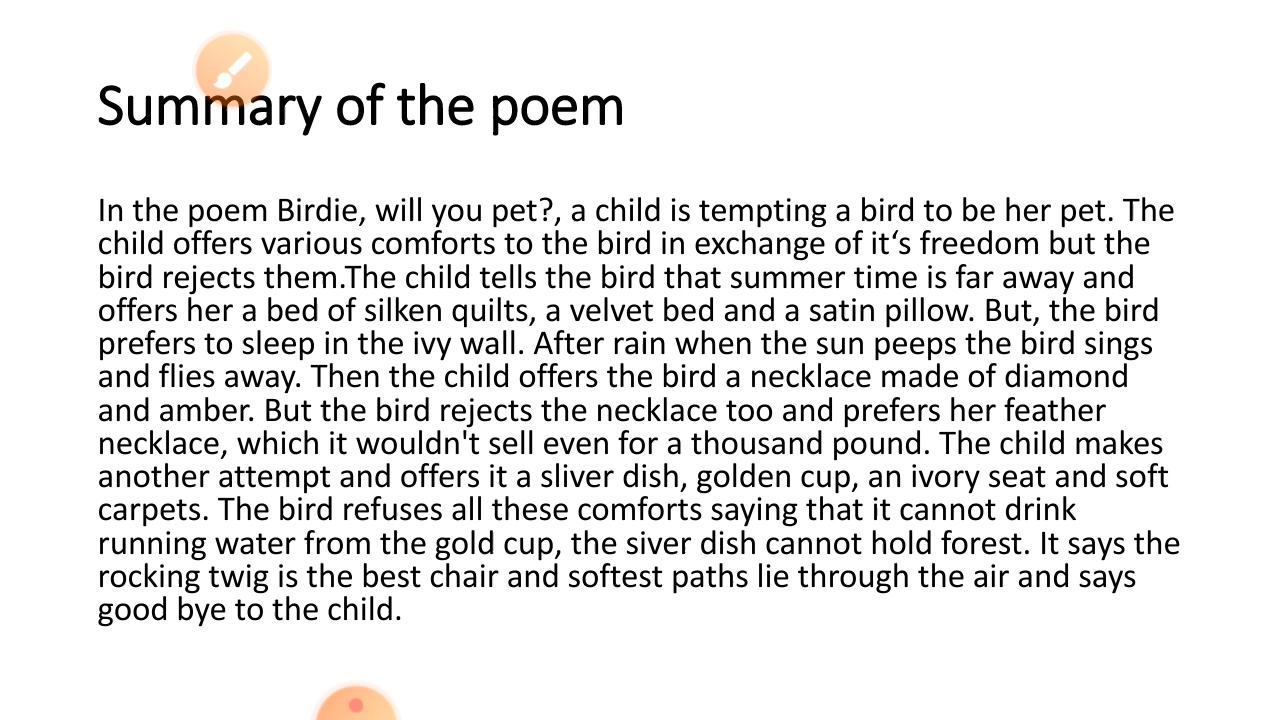 Summary of the poem
In the poem Birdie, will you pet?, a child is tempting a bird to be her pet. The
child offers various comforts to the bird in exchange of it‘s freedom but the
bird rejects them.The child tells the bird that summer time is far away and
offers her a bed of silken quilts, a velvet bed and a satin pillow. But, the bird
prefers to sleep in the ivy wall. After rain when the sun peeps the bird sings
and flies away. Then the child offers the bird a necklace made of diamond
and amber. But the bird rejects the necklace too and prefers her feather
necklace, which it wouldn't sell even for a thousand pound. The child makes
another attempt and offers it a sliver dish, golden cup, an ivory seat and soft
carpets. The bird refuses all these comforts saying that it cannot drink
running water from the gold cup, the siver dish cannot hold forest. It says the
rocking twig is the best chair and softest paths lie through the air and says
good bye to the child.